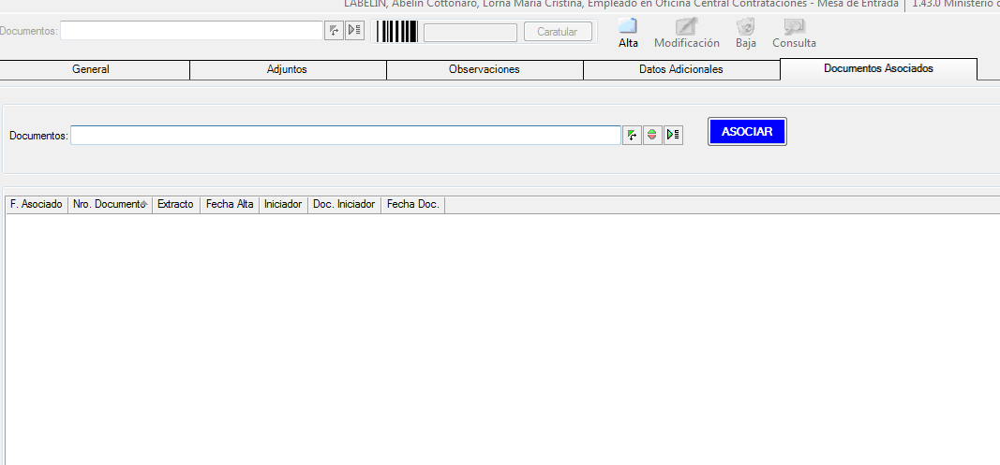 LABELIN, Abelin Cottonaro, Lorna Maria Cristina, Empleado en Oficina Central Contrataciones - Mesa de Entrada | 1.43.0 Ministerio
Documentos:
Caratular
Alta Modificación Baja Consulta
General Adjuntos Observaciones Datos Adicionales Documentos Asociados
Documentos:
ASOCIAR
F. Asociado Nro. Documento Extracto Fecha Alta Iniciador Doc. Iniciador Fecha Doc.